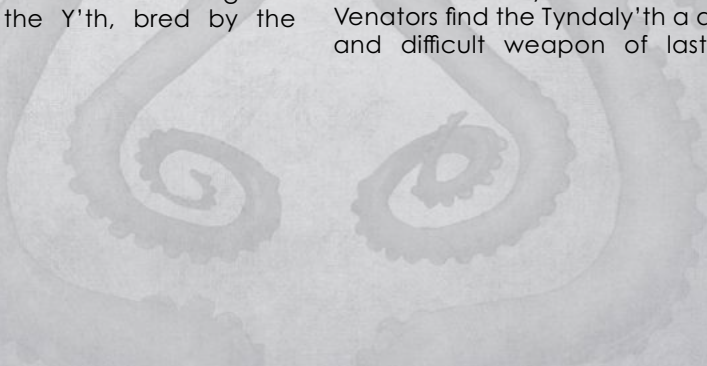 the Y’th, bred by the
Venators find the Tyndaly’th a
and difficult weapon of last